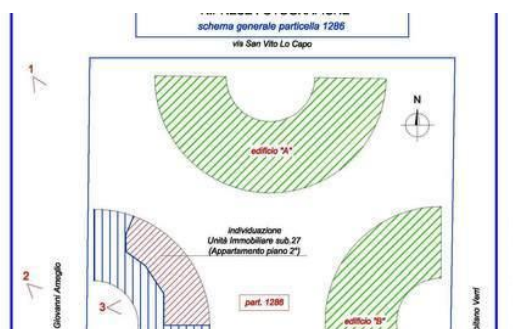 schema generale particella 1286
via San Vito Lo Capo
1
N
edificio "A"
individuazione
Unità Immobiliare sub.27
(Appartamento piano 2°)
2
3
part. 1286
edificio "B"
Giovanni Ameglio